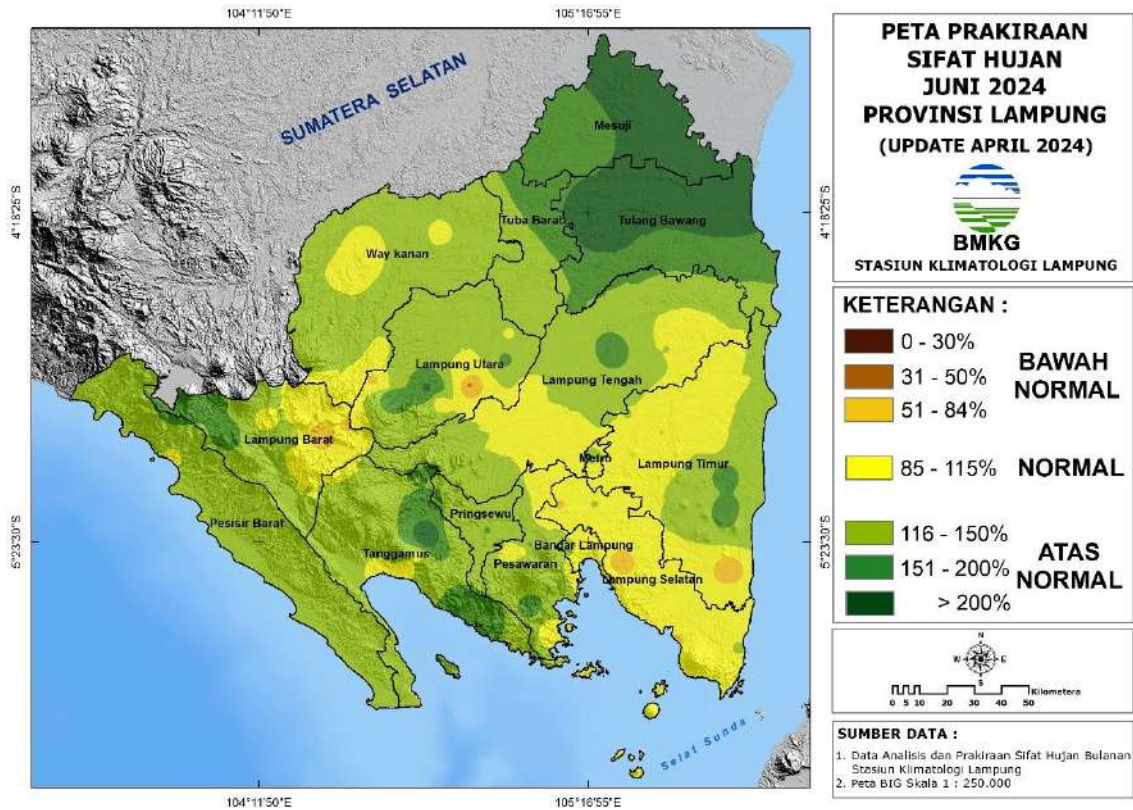 104°11'50"E
105°16'55"E
4°18'25"S
4°18'25"S
5°23'30"S
5°23'30"S
SUMATERA SELATAN
Mesuji
Tuba Barat
Tulang Bawang
Way kanan
Lampung Utara
Lampung Tengah
Lampung Barat
Metro
Lampung Timur
Pesisir Barat
Pringsewu
Tanggamus
Bandar Lampung
Pesawaran
Lampung Selatan
Selat Sunda
104°11'50"E
105°16'55"E
PETA PRAKIRAAN
SIFAT HUJAN
JUNI 2024
PROVINSI LAMPUNG
(UPDATE APRIL 2024)
BMKG
STASIUN KLIMATOLOGI LAMPUNG
KETERANGAN :
0 - 30%
31 - 50%
51 - 84%
BAWAH
NORMAL
85 - 115%
NORMAL
116 - 150%
151 - 200%
> 200%
ATAS
NORMAL
N
W
E
S
Kilometers
0 5 10 20 30 40 50
SUMBER DATA :
1. Data Analisis dan Prakiraan Sifat Hujan Bulanan
Stasiun Klimatologi Lampung
2. Peta BIG Skala 1 : 250.000